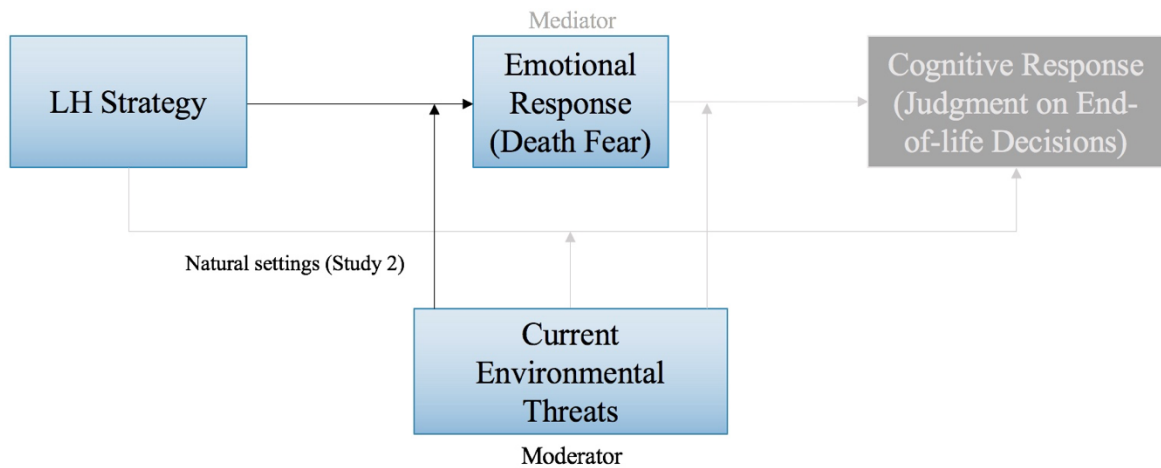 Mediator
LH Strategy
Emotional
Response
(Death Fear)
Cognitive Response
(Judgment on End-
of-life Decisions)
Natural settings (Study 2)
Current
Environmental
Threats
Moderator